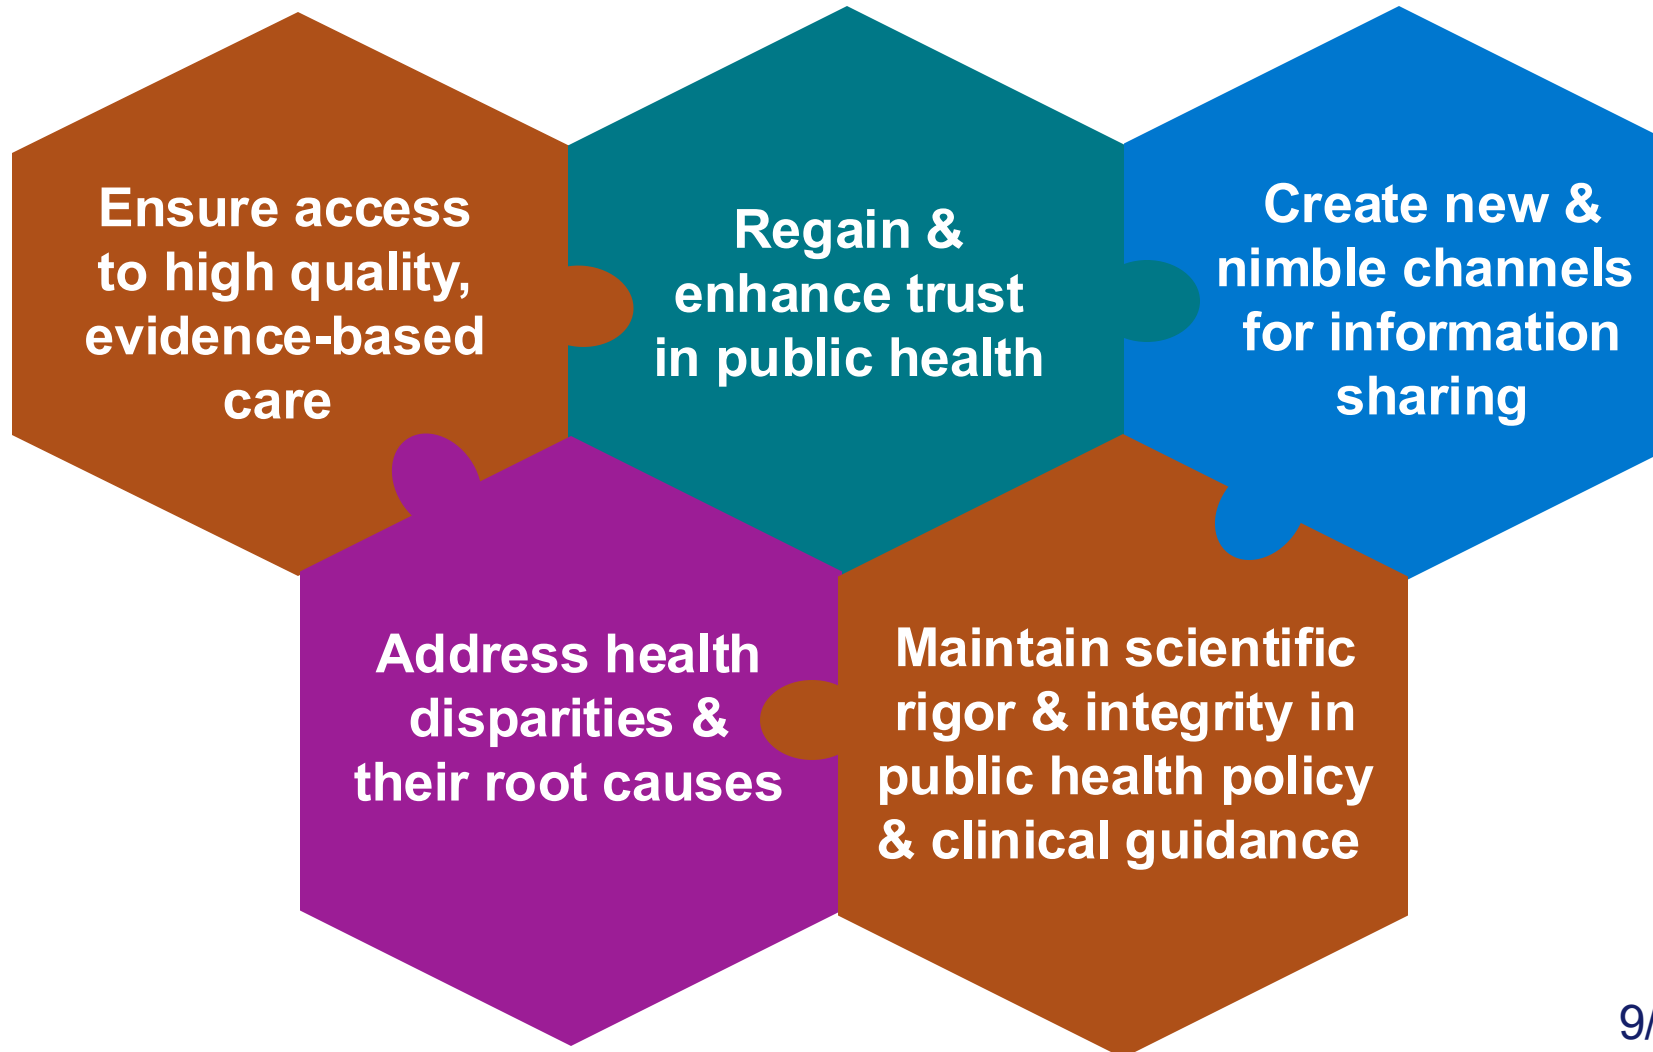 Ensure access
to high quality,
evidence-based
care
Regain &
enhance trust
in public health
Create new &
nimble channels
for information
sharing
Address health
disparities &
their root causes
Maintain scientific
rigor & integrity in
public health policy
& clinical guidance
9/